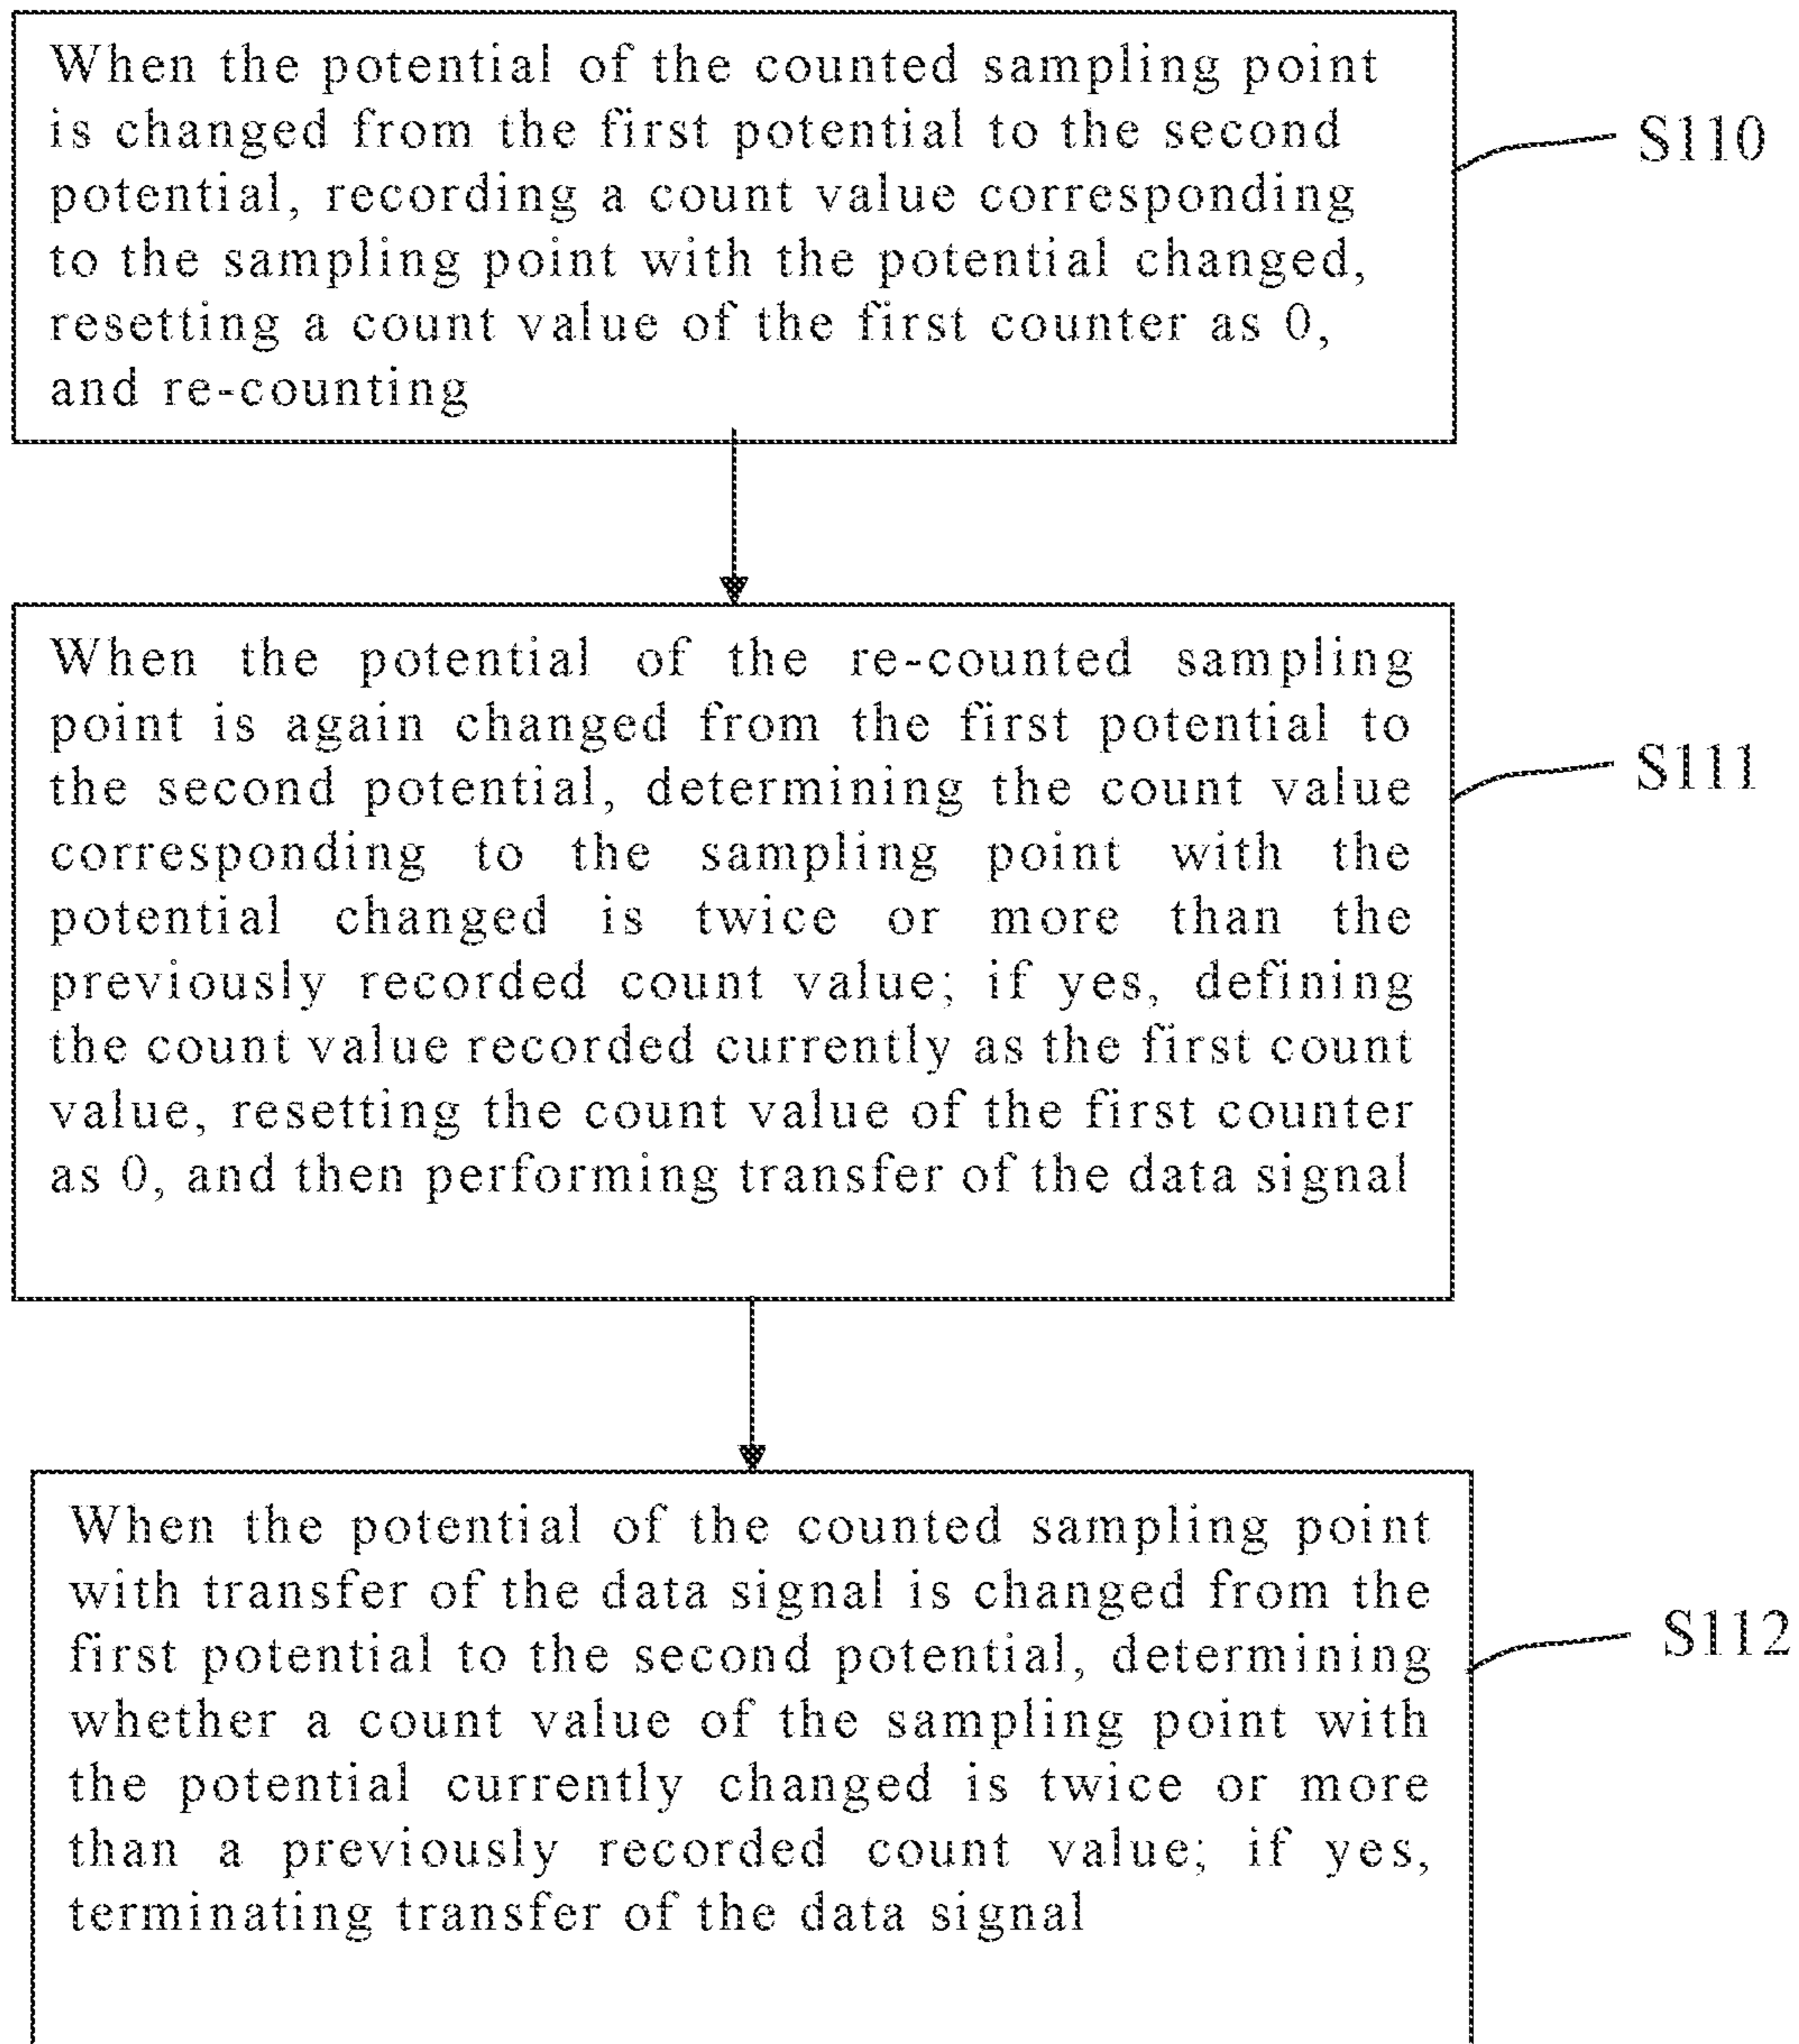 When the potential of the counted sampling point
is changed from the first potential to the second
potential, recording a count value corresponding
to the sampling point with the potential changed,
resetting a count value of the first counter as 0,
and re-counting
S110
When the potential of the re-counted sampling
point is again changed from the first potential to
the second potential, determining the count value
corresponding to the sampling point with the
potential changed is twice or more than the
previously recorded count value; if yes, defining
the count value recorded currently as the first count
value, resetting the count value of the first counter
as 0, and then performing transfer of the data signal
S111
When the potential of the counted sampling point
with transfer of the data signal is changed from the
first potential to the second potential, determining
whether a count value of the sampling point with
the potential currently changed is twice or more
than a previously recorded count value; if yes,
terminating transfer of the data signal
S112